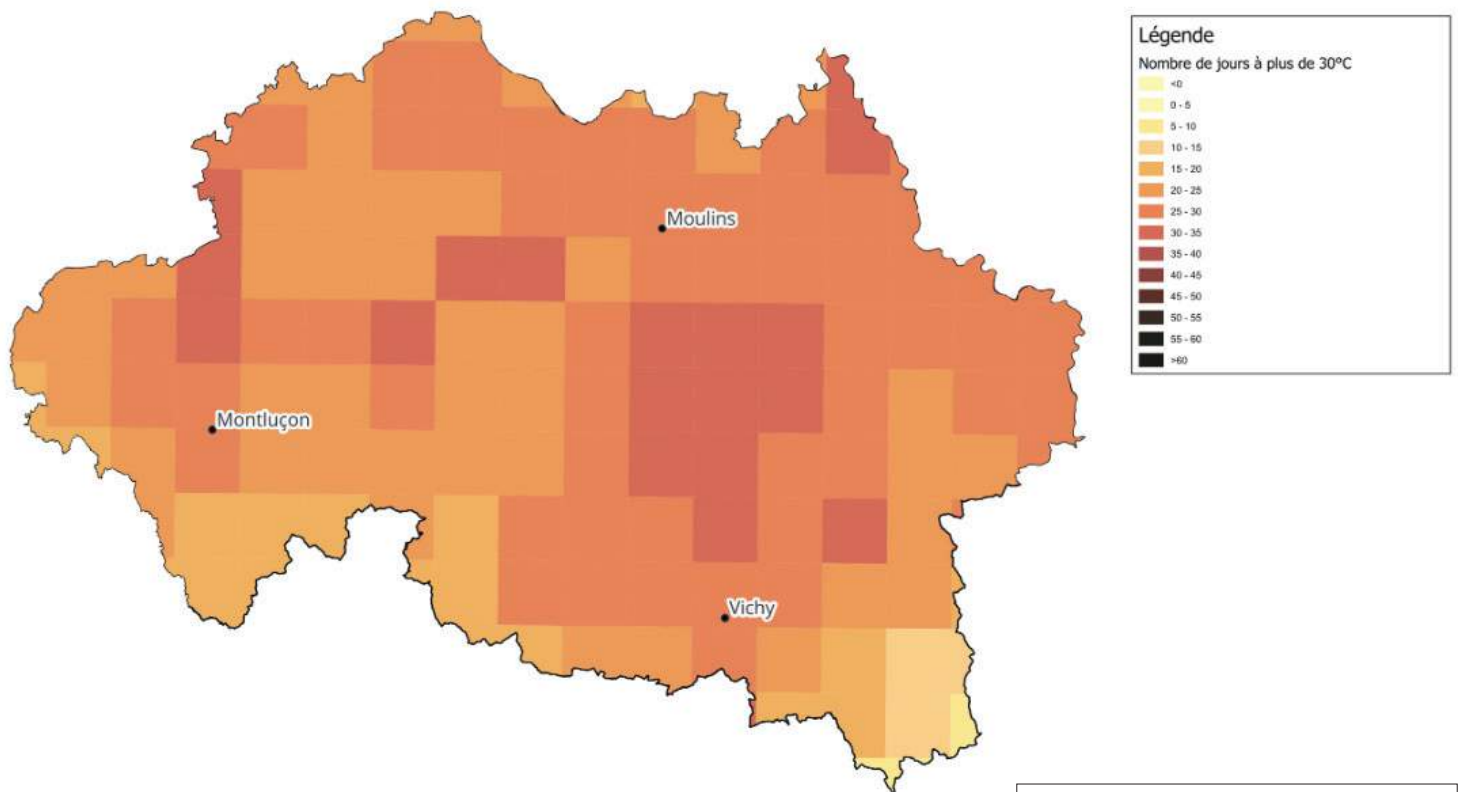 Légende
Nombre de jours à plus de 30°C
<0
0 - 5
5 - 10
10 - 15
15 - 20
20 - 25
25 - 30
30 - 35
35 - 40
40 - 45
45 - 50
50 - 55
55 - 60
>60
Moulins
Montluçon
Vichy